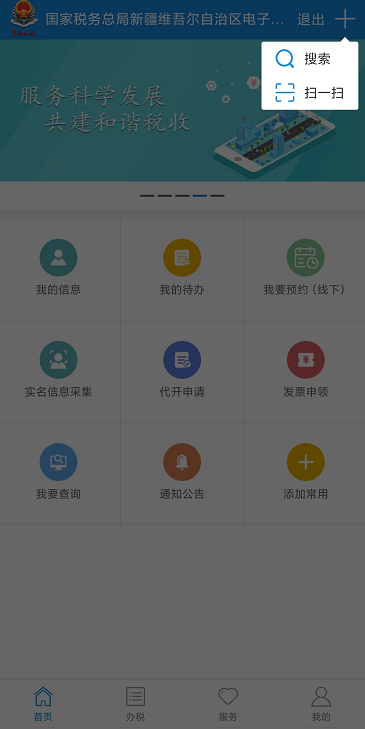 国家税务总局新疆维吾尔自治区电子... 退出
搜索
扫一扫
服务科学发展
共建和谐税收
我的信息 我的待办 我要预约（线下）
实名信息采集 代开申请 发票申领
我要查询 通知公告 添加常用
首页 办税 服务 我的